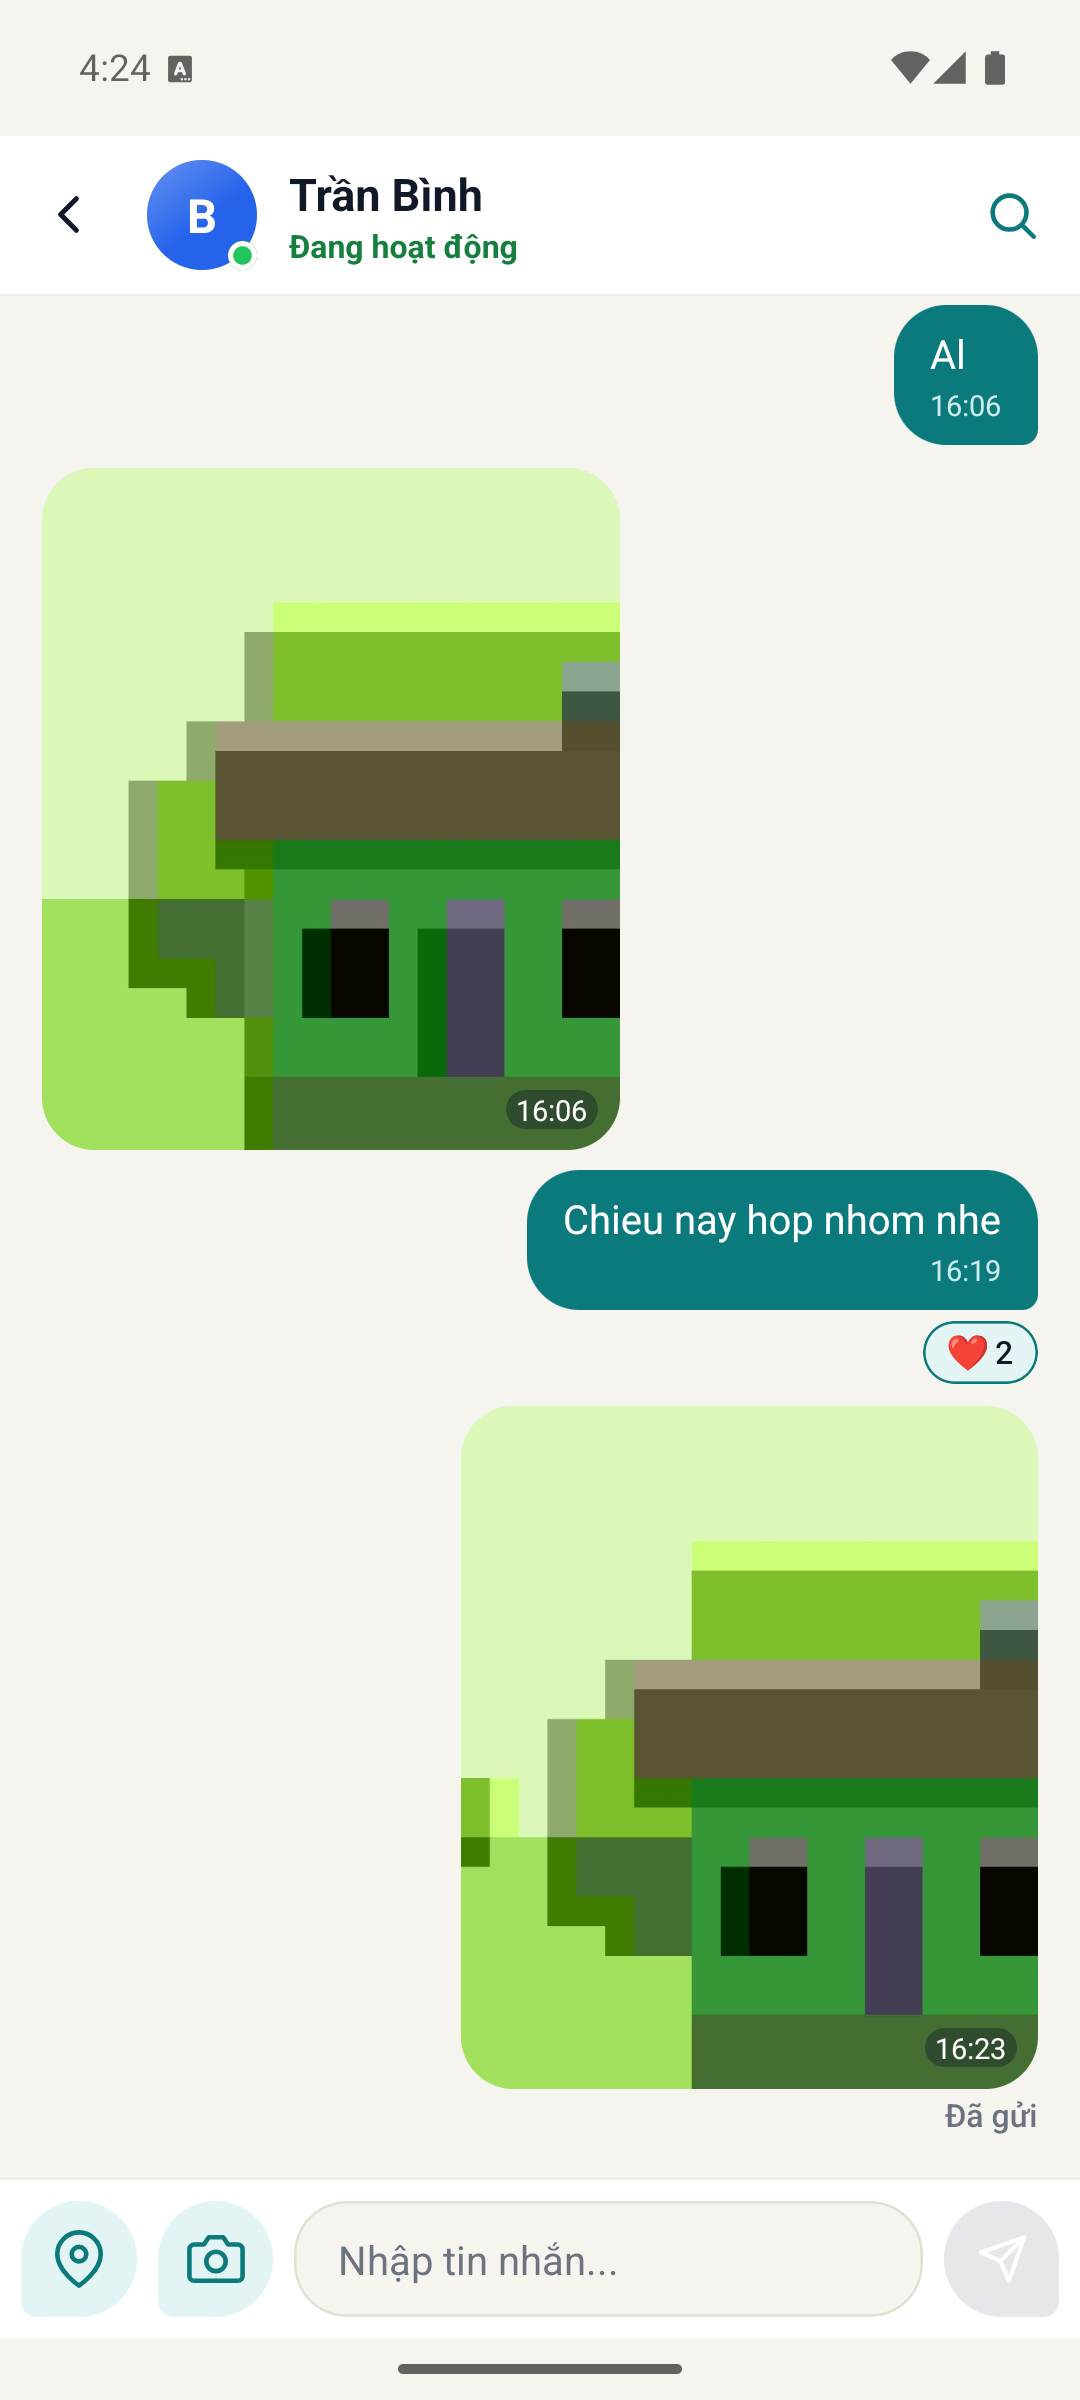 4:24
B
Trần Bình
Đang hoạt động
Al
16:06
16:06
Chieu nay hop nhom nhe
16:19
❤️ 2
16:23
Đã gửi
Nhập tin nhắn...